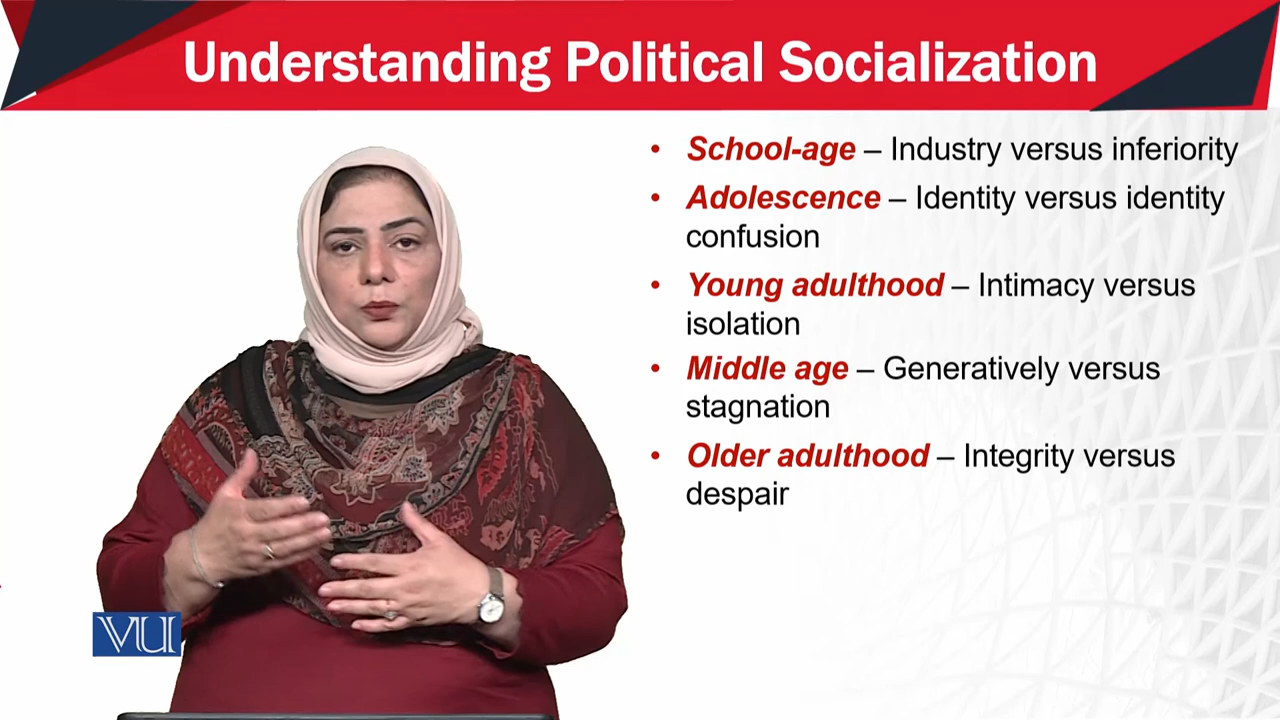 Understanding Political Socialization
• School-age – Industry versus inferiority
• Adolescence – Identity versus identity
confusion
• Young adulthood – Intimacy versus
isolation
• Middle age – Generatively versus
stagnation
• Older adulthood – Integrity versus
despair
VU